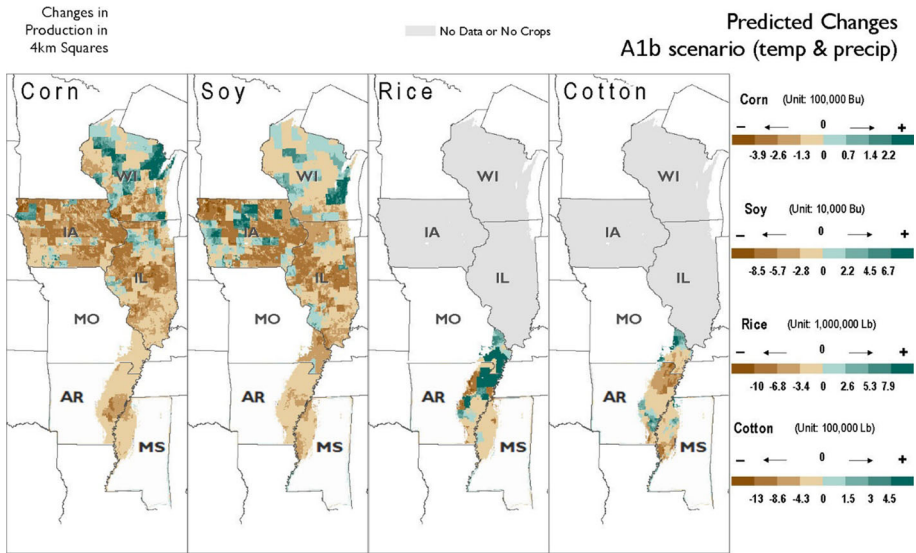 Changes in
Production in
4km Squares
No Data or No Crops
Predicted Changes
A1b scenario (temp & precip)
Corn
Soy
Rice
Cotton
WI
IA
IL
MO
AR
MS
WI
IA
IL
MO
AR
MS
WI
IA
IL
MO
AR
MS
WI
IA
IL
MO
AR
MS
Corn (Unit: 100,000 Bu)
− ← 0 → +
-3.9 -2.6 -1.3 0 0.7 1.4 2.2
Soy (Unit: 10,000 Bu)
− ← 0 → +
-8.5 -5.7 -2.8 0 2.2 4.5 6.7
Rice (Unit: 1,000,000 Lb)
− ← 0 → +
-10 -6.8 -3.4 0 2.6 5.3 7.9
Cotton (Unit: 100,000 Lb)
− ← 0 → +
-13 -8.6 -4.3 0 1.5 3 4.5